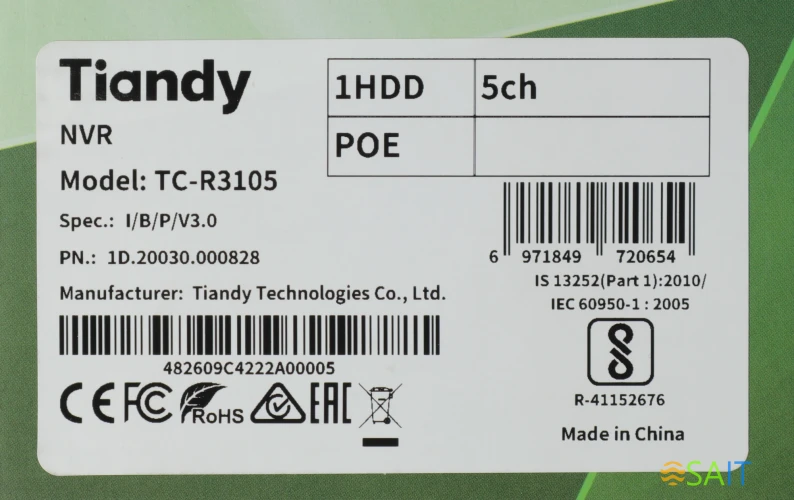 Tiandy
1HDD 5ch
NVR
POE
Model: TC-R3105
Spec.: I/B/P/V3.0
PN.: 1D.20030.000828
6 971849 720654
IS 13252(Part 1):2010/
IEC 60950-1 : 2005
Manufacturer: Tiandy Technologies Co., Ltd.
482609C4222A00005
CE FC RoHS EAC
R-41152676
Made in China
SAIT